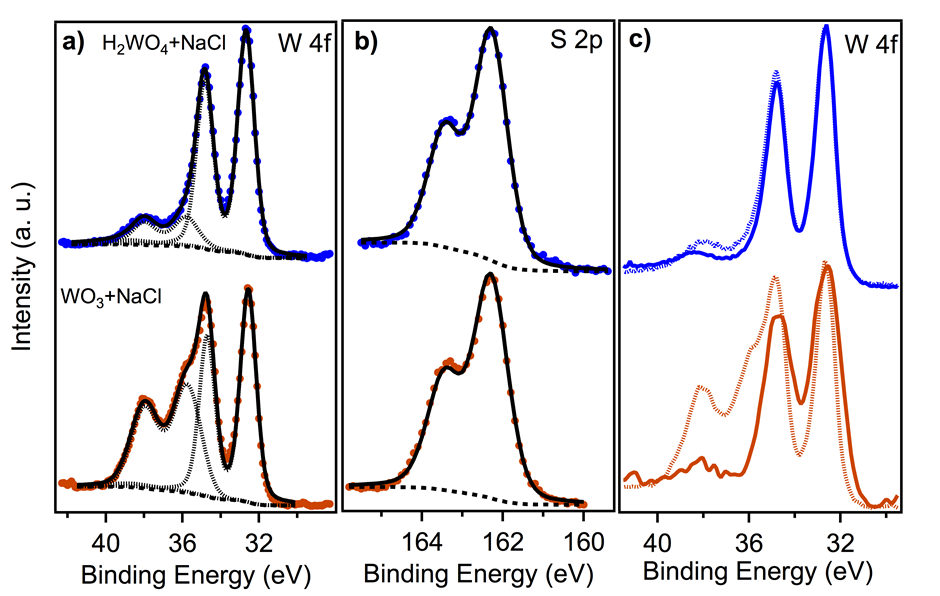 a)
H₂WO₄+NaCl
W 4f
b)
S 2p
c)
W 4f
WO₃+NaCl
Intensity (a. u.)
40 36 32
164 162 160
40 36 32
Binding Energy (eV)
Binding Energy (eV)
Binding Energy (eV)